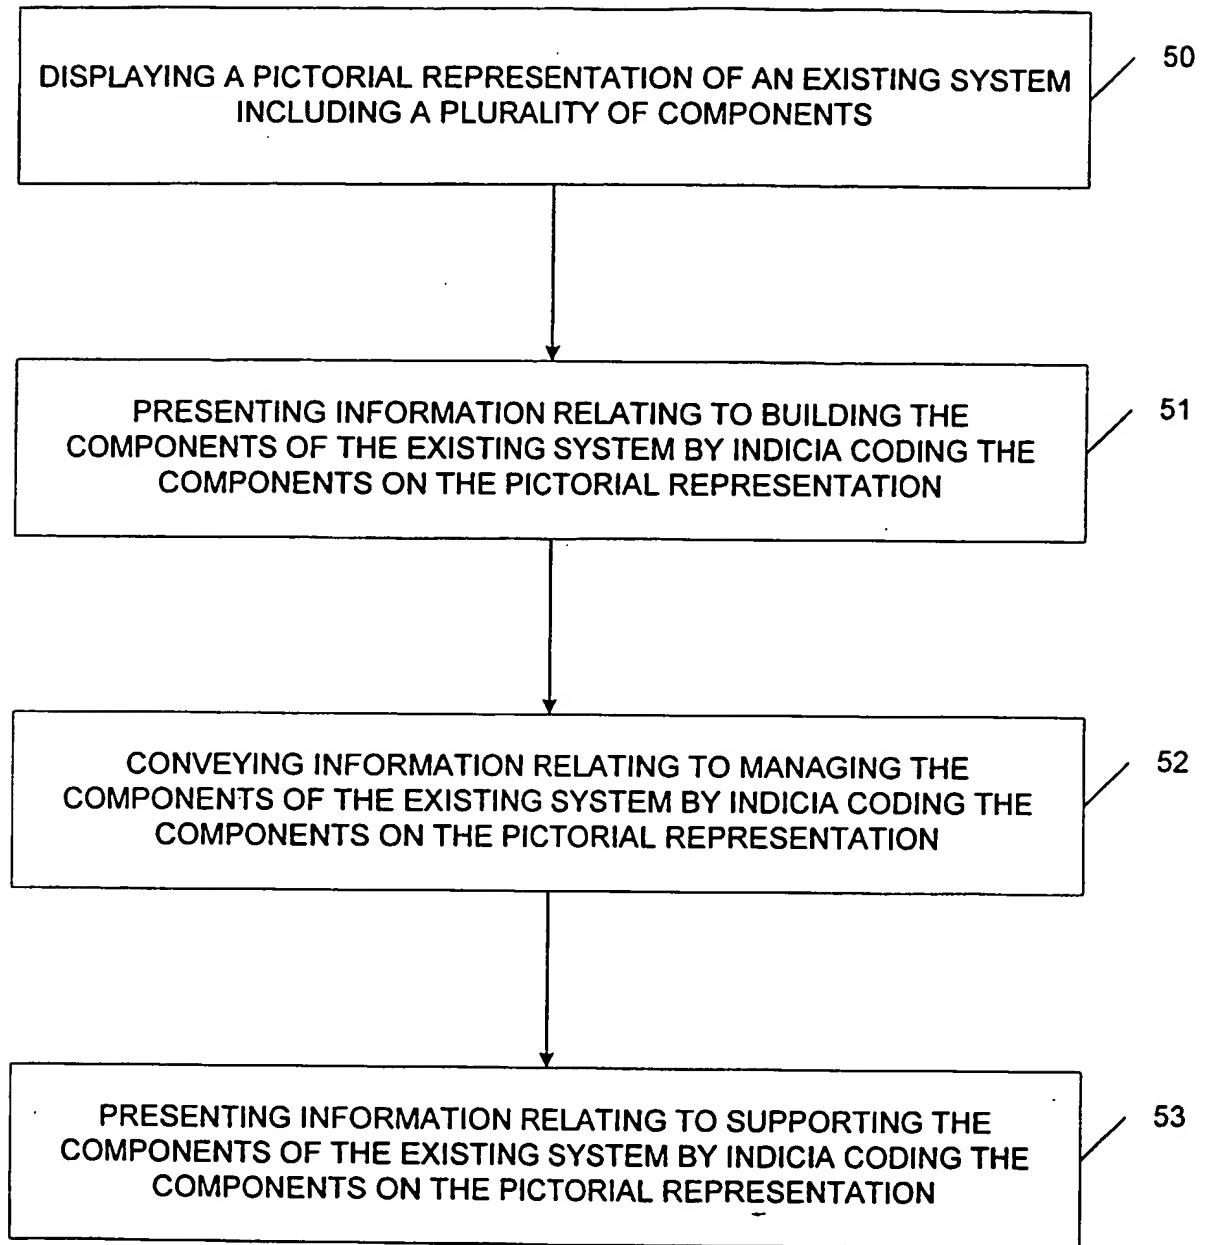 DISPLAYING A PICTORIAL REPRESENTATION OF AN EXISTING SYSTEM
INCLUDING A PLURALITY OF COMPONENTS
50
PRESENTING INFORMATION RELATING TO BUILDING THE
COMPONENTS OF THE EXISTING SYSTEM BY INDICIA CODING THE
COMPONENTS ON THE PICTORIAL REPRESENTATION
51
CONVEYING INFORMATION RELATING TO MANAGING THE
COMPONENTS OF THE EXISTING SYSTEM BY INDICIA CODING THE
COMPONENTS ON THE PICTORIAL REPRESENTATION
52
PRESENTING INFORMATION RELATING TO SUPPORTING THE
COMPONENTS OF THE EXISTING SYSTEM BY INDICIA CODING THE
COMPONENTS ON THE PICTORIAL REPRESENTATION
53